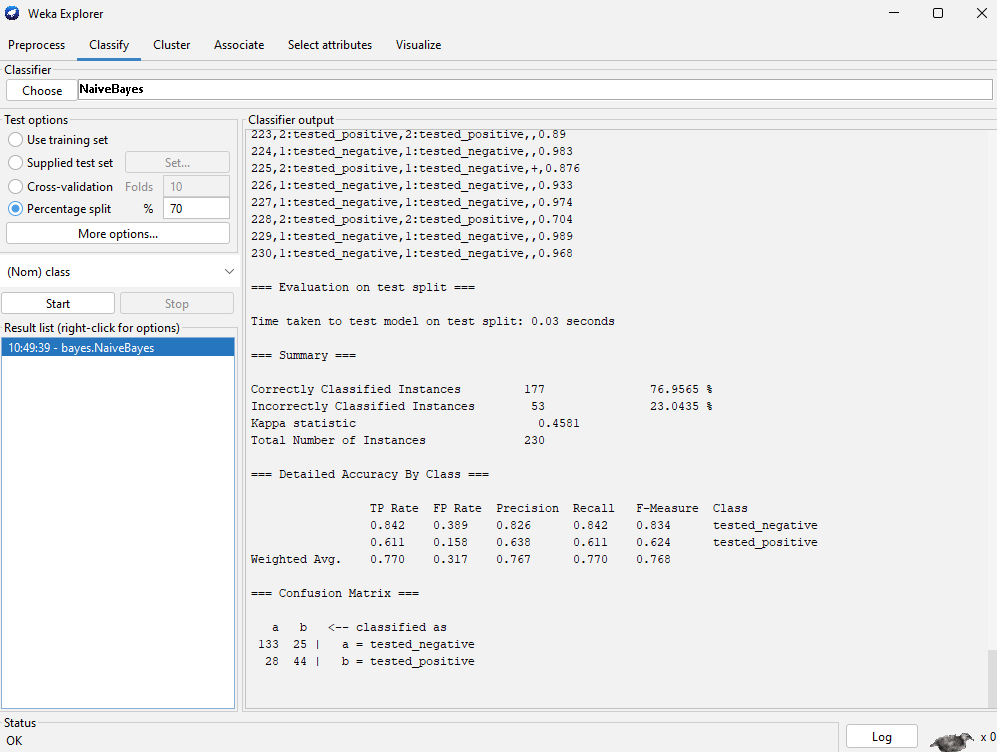 Weka Explorer
Preprocess Classify Cluster Associate Select attributes Visualize
Classifier
Choose NaiveBayes
Test options
Use training set
Supplied test set Set...
Cross-validation Folds 10
Percentage split % 70
More options...
(Nom) class
Start Stop
Result list (right-click for options)
10:49:39 - bayes.NaiveBayes
Classifier output
223,2:tested_positive,2:tested_positive,,0.89
224,1:tested_negative,1:tested_negative,,0.983
225,2:tested_positive,1:tested_negative,+,0.876
226,1:tested_negative,1:tested_negative,,0.933
227,1:tested_negative,1:tested_negative,,0.974
228,2:tested_positive,2:tested_positive,,0.704
229,1:tested_negative,1:tested_negative,,0.989
230,1:tested_negative,1:tested_negative,,0.968
=== Evaluation on test split ===
Time taken to test model on test split: 0.03 seconds
=== Summary ===
Correctly Classified Instances 177 76.9565 %
Incorrectly Classified Instances 53 23.0435 %
Kappa statistic 0.4581
Total Number of Instances 230
=== Detailed Accuracy By Class ===
TP Rate FP Rate Precision Recall F-Measure Class
0.842 0.389 0.826 0.842 0.834 tested_negative
0.611 0.158 0.638 0.611 0.624 tested_positive
Weighted Avg. 0.770 0.317 0.767 0.770 0.768
=== Confusion Matrix ===
a b <-- classified as
133 25 | a = tested_negative
28 44 | b = tested_positive
Status
OK
Log x 0